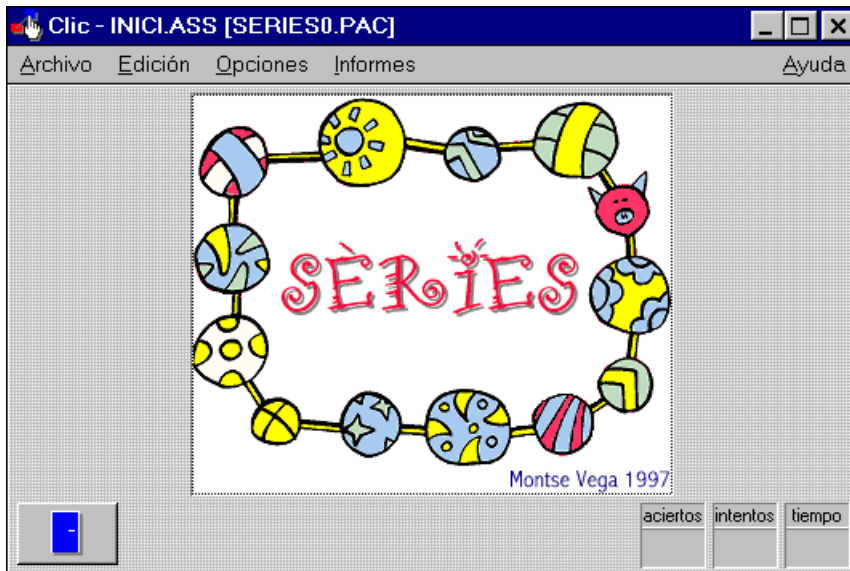 Clic - INICI.ASS [SERIES0.PAC]
Archivo Edición Opciones Informes Ayuda
SÈRIES
Montse Vega 1997
aciertos intentos tiempo